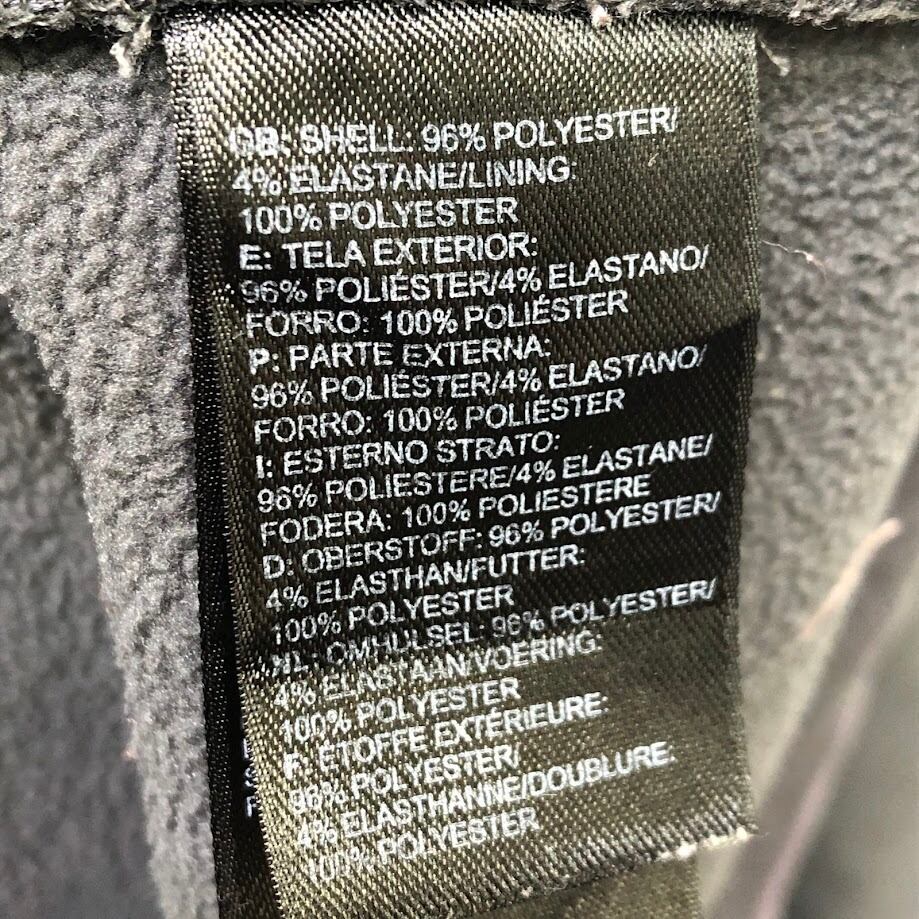 GB: SHELL: 96% POLYESTER/
4% ELASTANE/LINING:
100% POLYESTER
E: TELA EXTERIOR:
96% POLIÉSTER/4% ELASTANO/
FORRO: 100% POLIÉSTER
P: PARTE EXTERNA:
96% POLIÉSTER/4% ELASTANO/
FORRO: 100% POLIÉSTER
I: ESTERNO STRATO:
96% POLIESTERE/4% ELASTANE/
FODERA: 100% POLIESTERE
D: OBERSTOFF: 96% POLYESTER/
4% ELASTHAN/FUTTER:
100% POLYESTER
NL: OMHULSEL: 96% POLYESTER/
4% ELASTAAN/VOERING:
100% POLYESTER
F: ÉTOFFE EXTÉRIEURE:
96% POLYESTER/
4% ELASTHANNE/DOUBLURE.
100% POLYESTER